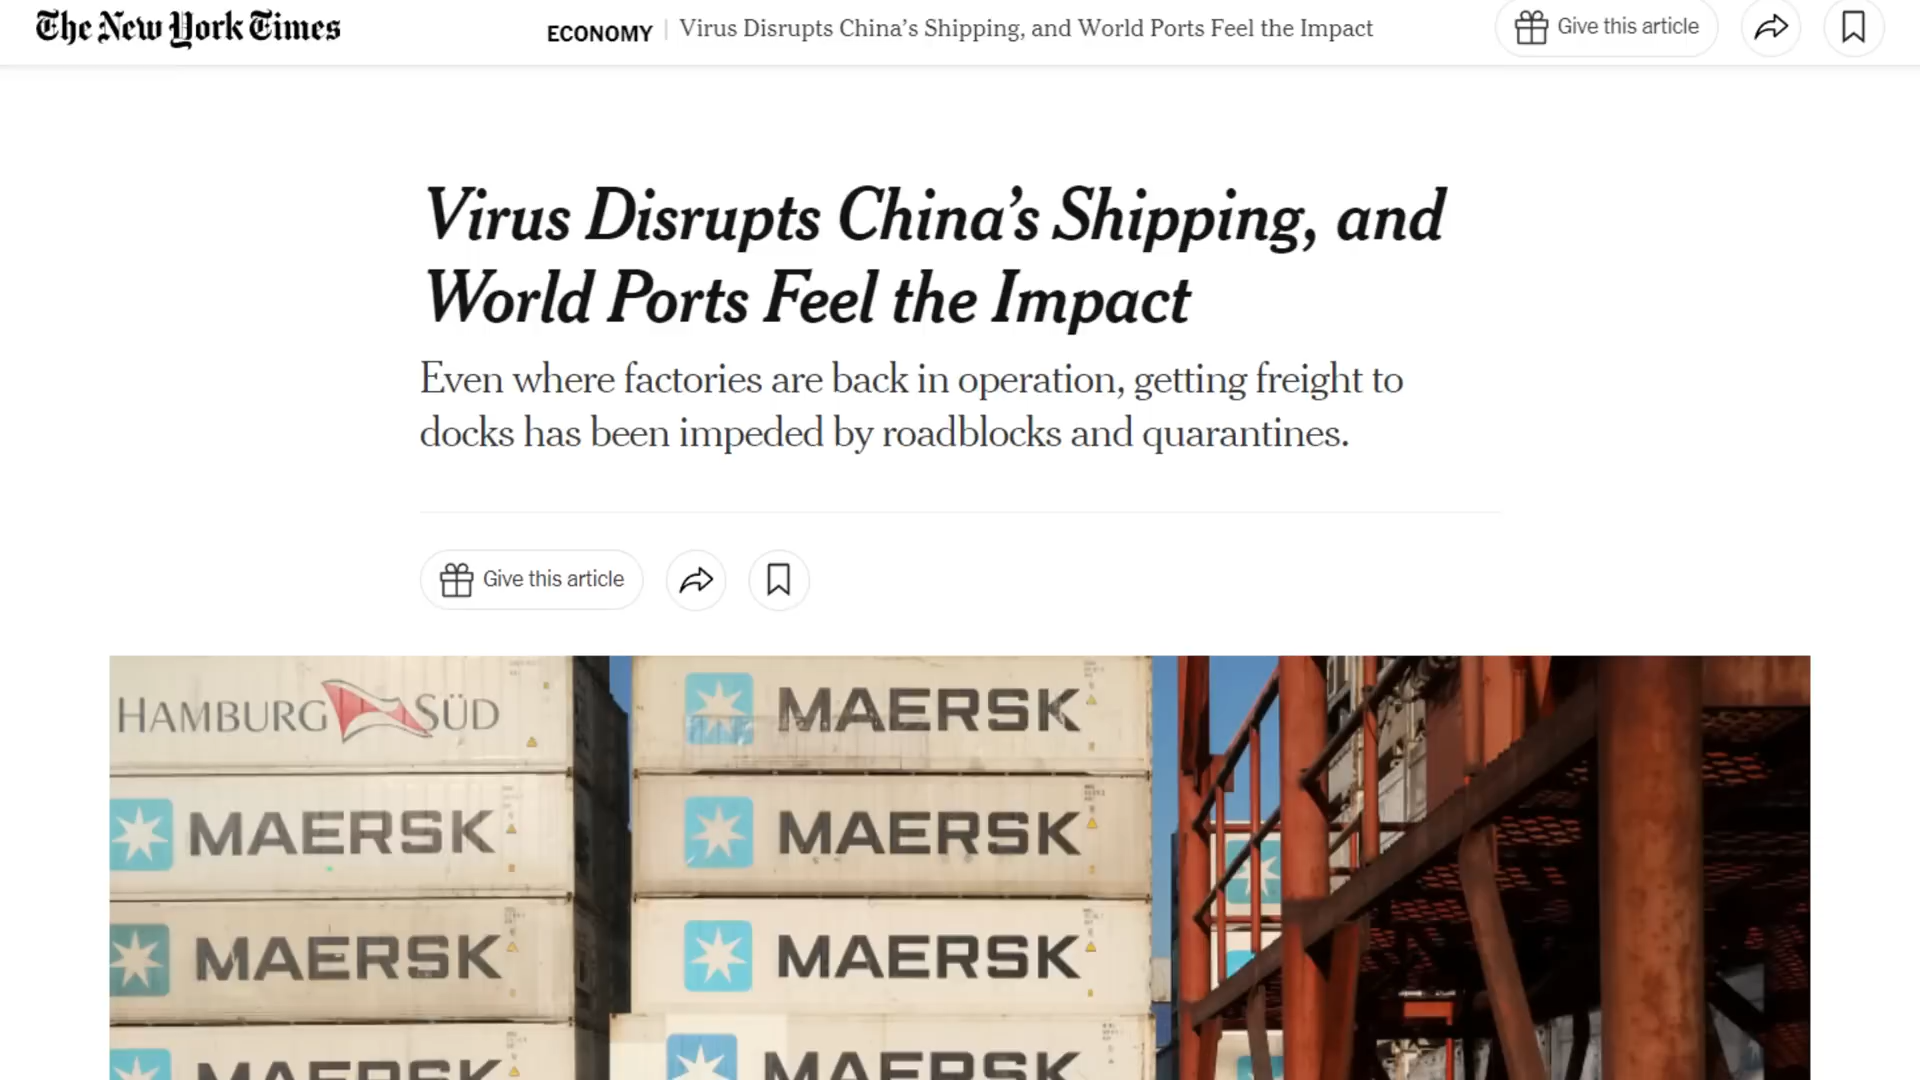 The New York Times
ECONOMY | Virus Disrupts China’s Shipping, and World Ports Feel the Impact
Give this article
Virus Disrupts China’s Shipping, and
World Ports Feel the Impact
Even where factories are back in operation, getting freight to
docks has been impeded by roadblocks and quarantines.
Give this article
HAMBURG SÜD
MAERSK
MAERSK
MAERSK
MAERSK
MAERSK
MAERSK
MAERSK